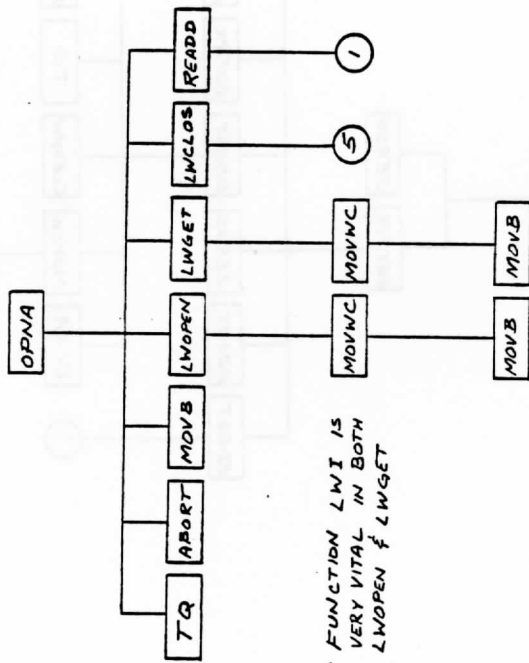 OPNA
TQ
ABORT
MOVB
LWOPEN
LWGET
LWCLOS
READD
MOVWC
MOVWC
5
1
MOVB
MOVB
FUNCTION LWI IS
VERY VITAL IN BOTH
LWOPEN & LWGET